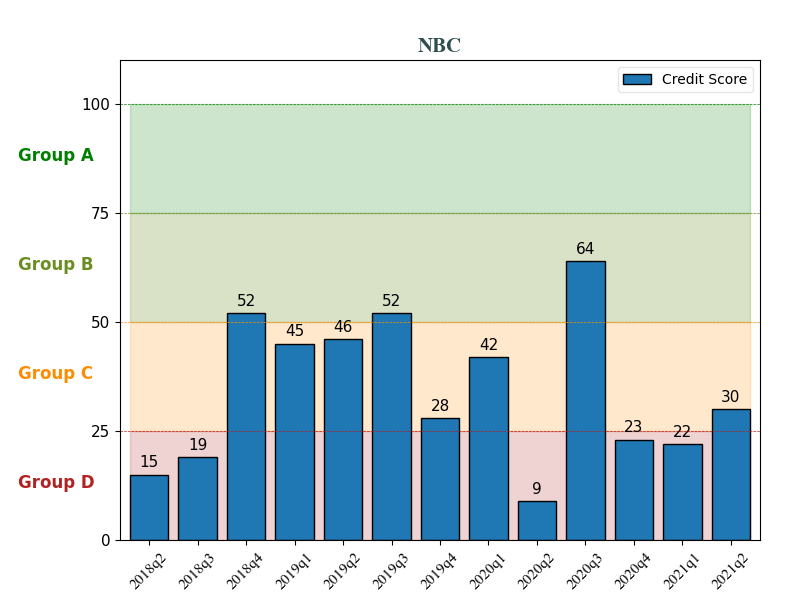 NBC
Credit Score
100
Group A
75
Group B
64
52
52
50
46
45
42
Group C
30
28
25
23
22
19
15
Group D
9
0
2018q2
2018q3
2018q4
2019q1
2019q2
2019q3
2019q4
2020q1
2020q2
2020q3
2020q4
2021q1
2021q2